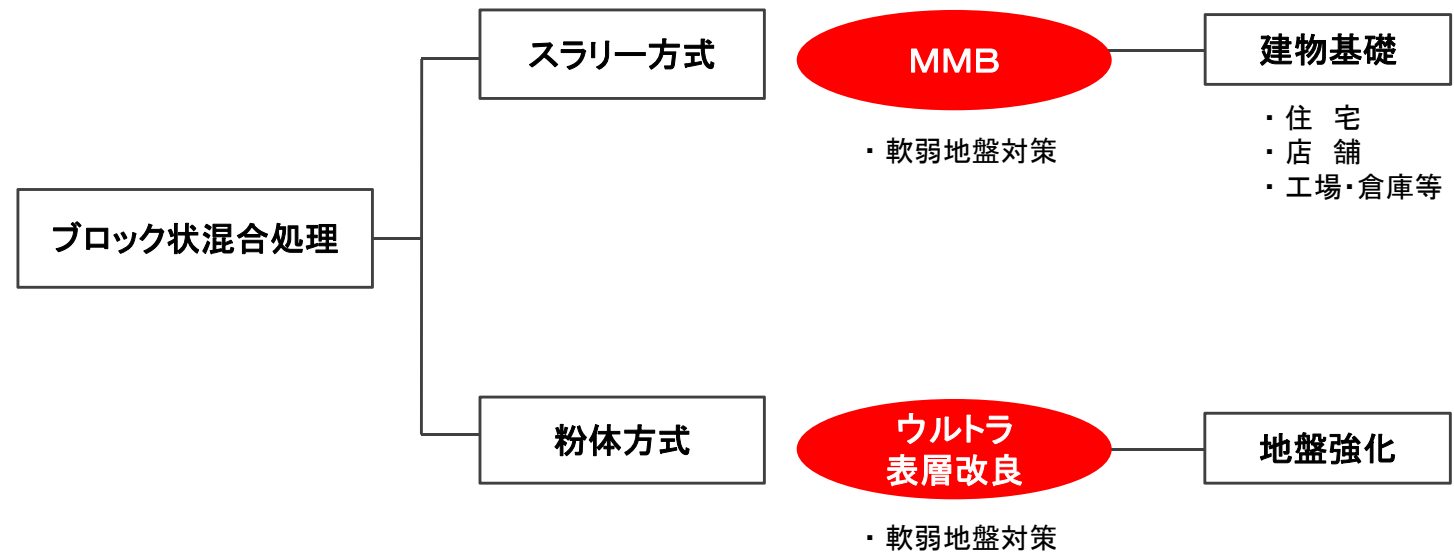 スラリー方式
MMB
建物基礎
・軟弱地盤対策
・住　宅
・店　舗
・工場・倉庫等
ブロック状混合処理
粉体方式
ウルトラ
表層改良
地盤強化
・軟弱地盤対策